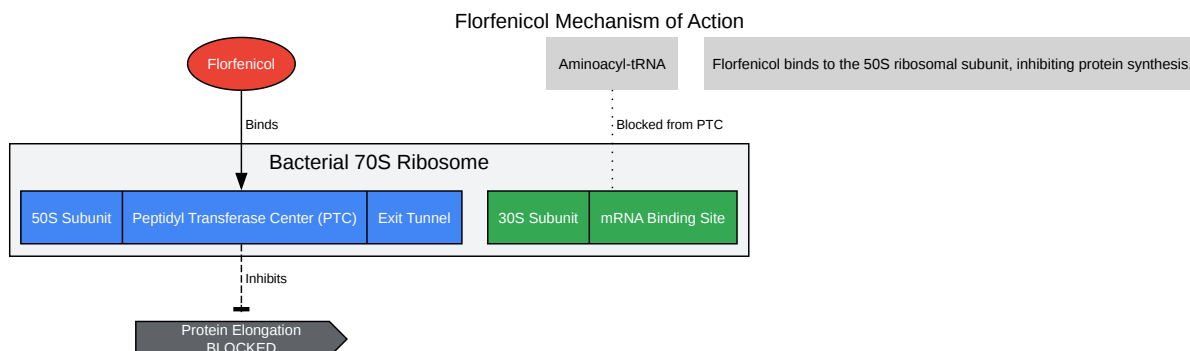 Florfenicol Mechanism of Action
Florfenicol
Aminoacyl-tRNA
Florfenicol binds to the 50S ribosomal subunit, inhibiting protein synthesis.
Binds
Blocked from PTC
Bacterial 70S Ribosome
50S Subunit
Peptidyl Transferase Center (PTC)
Exit Tunnel
30S Subunit
mRNA Binding Site
Inhibits
Protein Elongation
BLOCKED